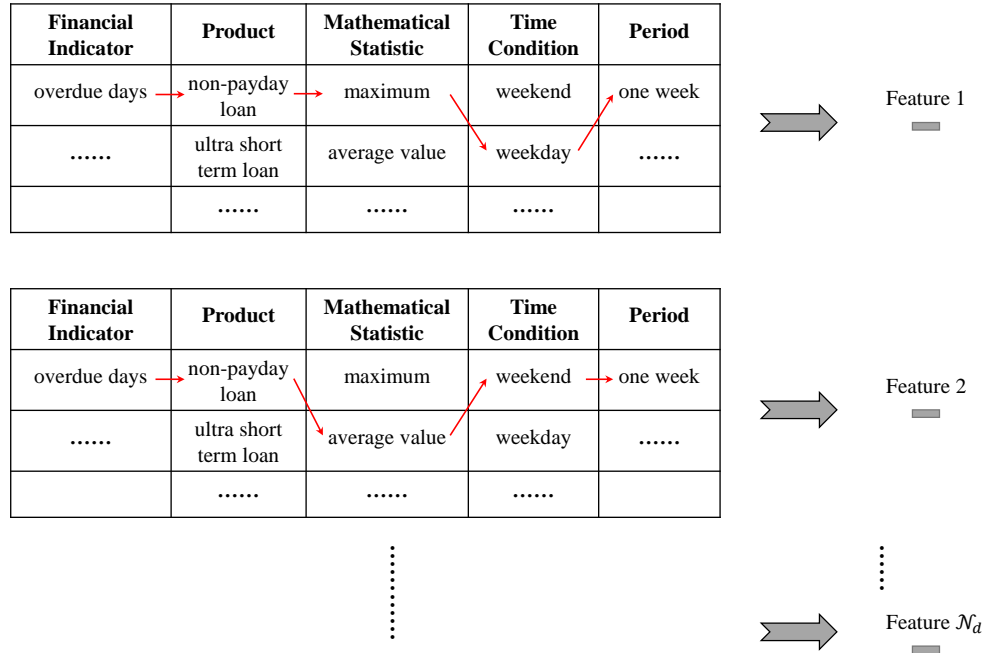 Financial Indicator
Product
Mathematical Statistic
Time Condition
Period
overdue days
non-payday loan
maximum
weekend
one week
Feature 1
......
ultra short term loan
average value
weekday
......
......
......
......
Financial Indicator
Product
Mathematical Statistic
Time Condition
Period
overdue days
non-payday loan
maximum
weekend
one week
Feature 2
......
ultra short term loan
average value
weekday
......
......
......
......
Feature 𝒩d